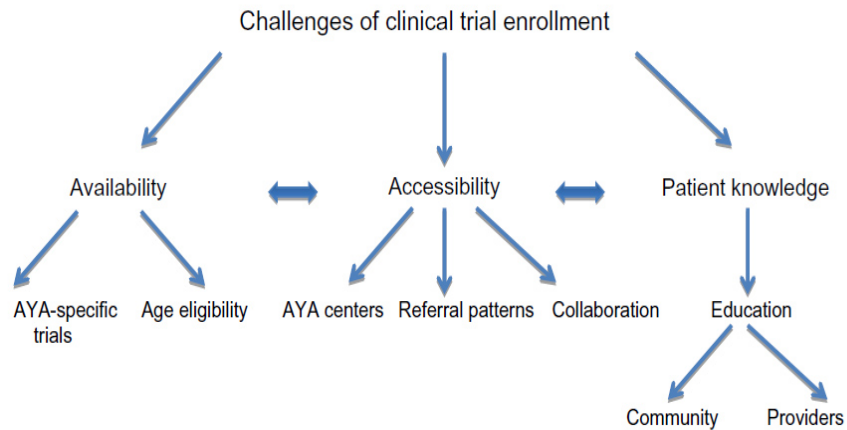 Challenges of clinical trial enrollment
Availability
Accessibility
Patient knowledge
AYA-specific
trials
Age eligibility
AYA centers
Referral patterns
Collaboration
Education
Community
Providers